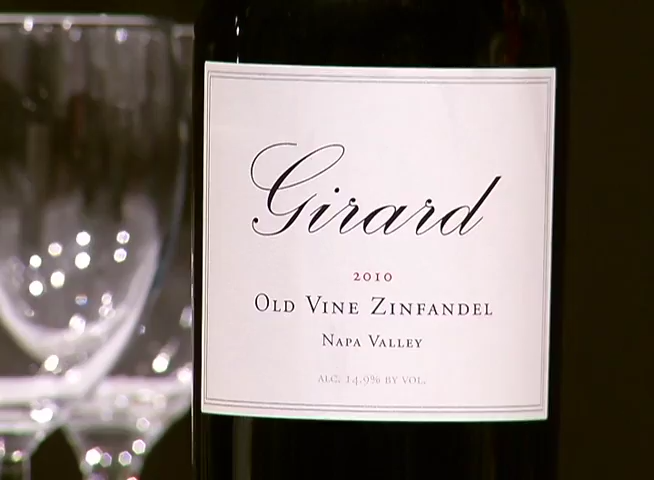 Girard
2010
Old Vine Zinfandel
Napa Valley
ALC. 14.9% BY VOL.